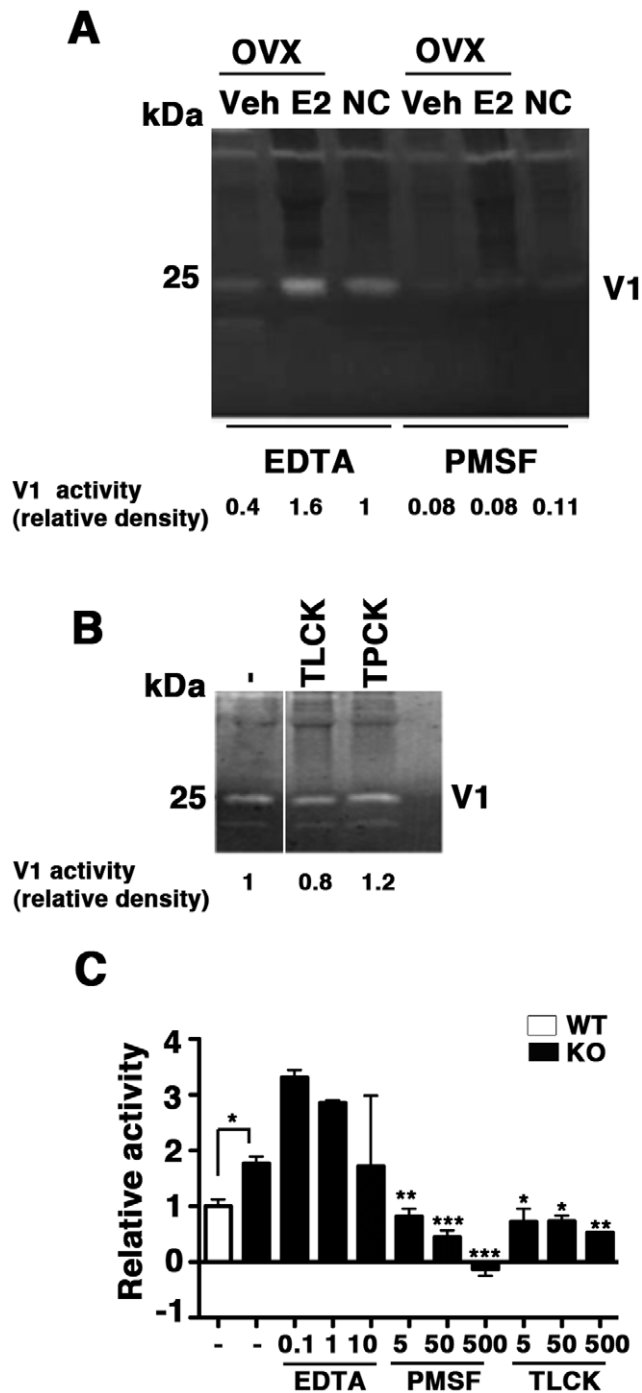 A
OVX OVX
kDa Veh E2 NC Veh E2 NC
25 V1
EDTA PMSF
V1 activity
(relative density) 0.4 1.6 1 0.08 0.08 0.11
B
kDa - TLCK TPCK
25 V1
V1 activity
(relative density) 1 0.8 1.2
C
Relative activity
4
3
2
1
0
-1
WT
KO
* ** *** *** * * **
- - 0.1 1 10 5 50 500 5 50 500
EDTA PMSF TLCK